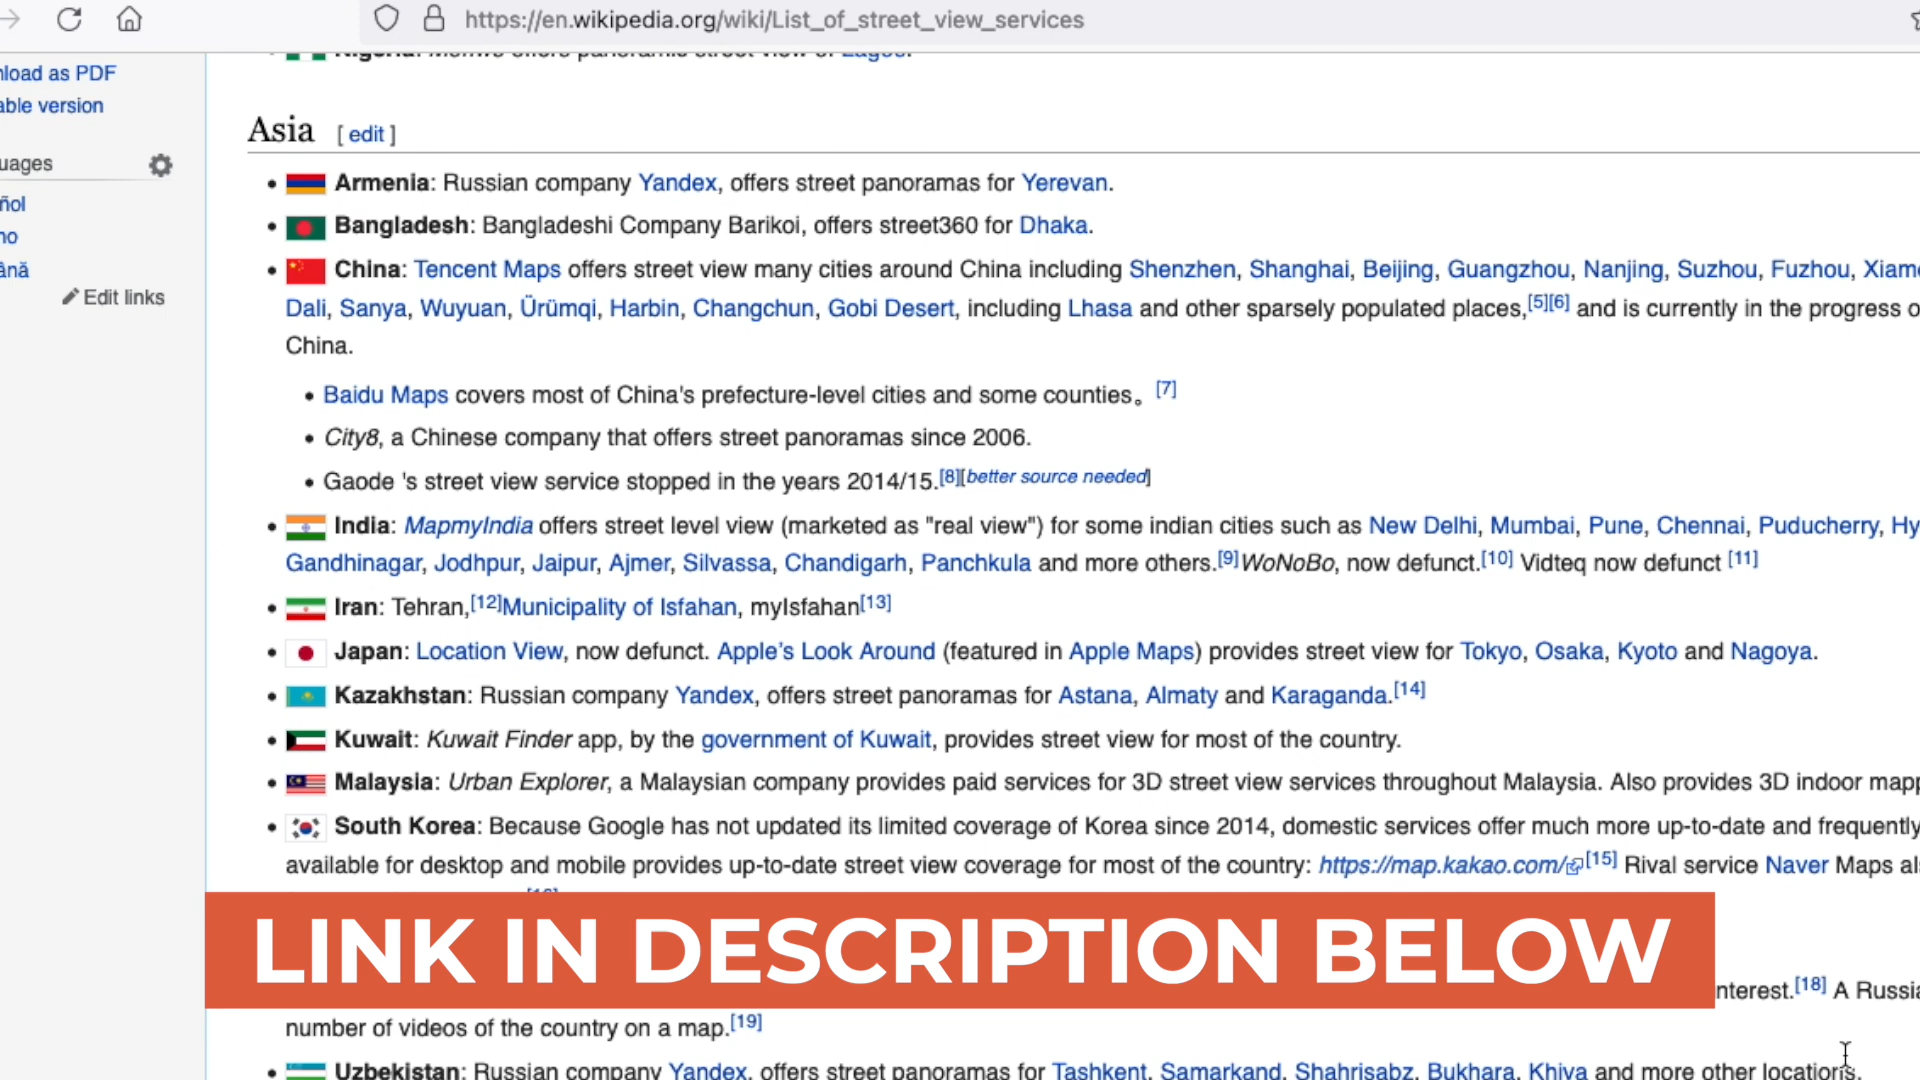 https://en.wikipedia.org/wiki/List_of_street_view_services
nload as PDF
able version
uages
ñol
no
ână
Edit links
Asia [ edit ]
Armenia: Russian company Yandex, offers street panoramas for Yerevan.
Bangladesh: Bangladeshi Company Barikoi, offers street360 for Dhaka.
China: Tencent Maps offers street view many cities around China including Shenzhen, Shanghai, Beijing, Guangzhou, Nanjing, Suzhou, Fuzhou, Xiame
Dali, Sanya, Wuyuan, Ürümqi, Harbin, Changchun, Gobi Desert, including Lhasa and other sparsely populated places,[5][6] and is currently in the progress o
China.
Baidu Maps covers most of China's prefecture-level cities and some counties。[7]
City8, a Chinese company that offers street panoramas since 2006.
Gaode 's street view service stopped in the years 2014/15.[8][better source needed]
India: MapmyIndia offers street level view (marketed as "real view") for some indian cities such as New Delhi, Mumbai, Pune, Chennai, Puducherry, Hy
Gandhinagar, Jodhpur, Jaipur, Ajmer, Silvassa, Chandigarh, Panchkula and more others.[9]WoNoBo, now defunct.[10] Vidteq now defunct [11]
Iran: Tehran,[12]Municipality of Isfahan, myIsfahan[13]
Japan: Location View, now defunct. Apple's Look Around (featured in Apple Maps) provides street view for Tokyo, Osaka, Kyoto and Nagoya.
Kazakhstan: Russian company Yandex, offers street panoramas for Astana, Almaty and Karaganda.[14]
Kuwait: Kuwait Finder app, by the government of Kuwait, provides street view for most of the country.
Malaysia: Urban Explorer, a Malaysian company provides paid services for 3D street view services throughout Malaysia. Also provides 3D indoor mapp
South Korea: Because Google has not updated its limited coverage of Korea since 2014, domestic services offer much more up-to-date and frequently
available for desktop and mobile provides up-to-date street view coverage for most of the country: https://map.kakao.com/[15] Rival service Naver Maps al
LINK IN DESCRIPTION BELOW
nterest.[18] A Russia
number of videos of the country on a map.[19]
Uzbekistan: Russian company Yandex, offers street panoramas for Tashkent, Samarkand, Shahrisabz, Bukhara, Khiva and more other locations.